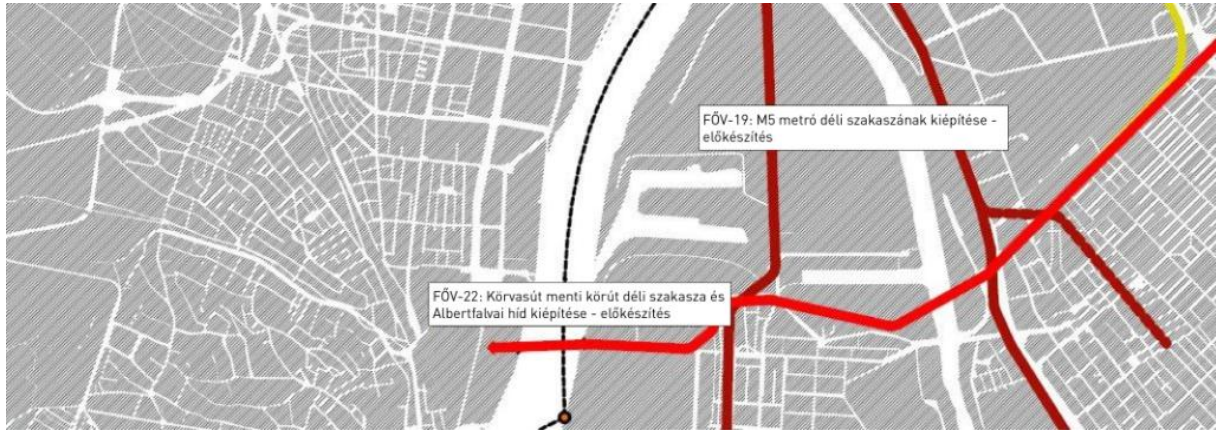 FŐV-19: M5 metró déli szakaszának kiépítése -
előkészítés
FŐV-22: Körvasút menti körút déli szakasza és
Albertfalvai híd kiépítése - előkészítés